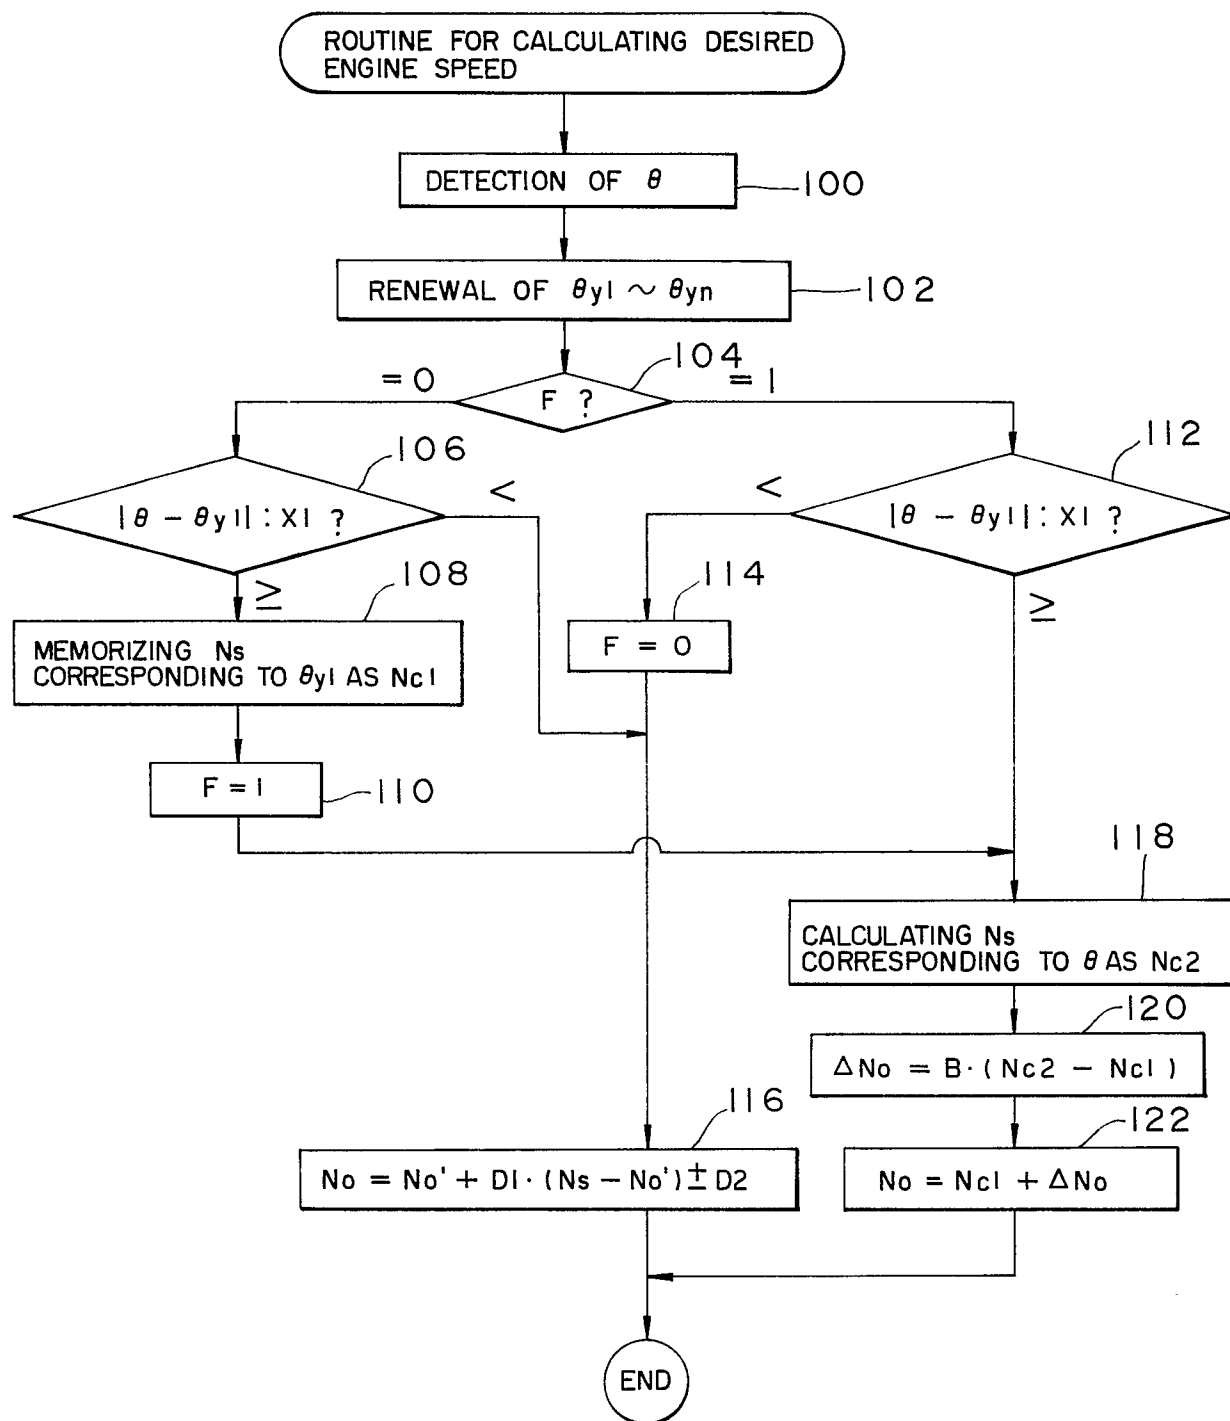 ROUTINE FOR CALCULATING DESIRED
ENGINE SPEED
DETECTION OF θ
100
RENEWAL OF θy1 ~ θyn
102
104
= 0
F ?
= 1
106
|θ - θy1| : X1 ?
<
≥
112
|θ - θy1| : X1 ?
<
≥
108
MEMORIZING Ns
CORRESPONDING TO θy1 AS Nc1
114
F = 0
F = 1
110
118
CALCULATING Ns
CORRESPONDING TO θ AS Nc2
120
ΔNo = B·(Nc2 - Nc1)
116
No = No' + D1·(Ns - No') ± D2
122
No = Nc1 + ΔNo
END